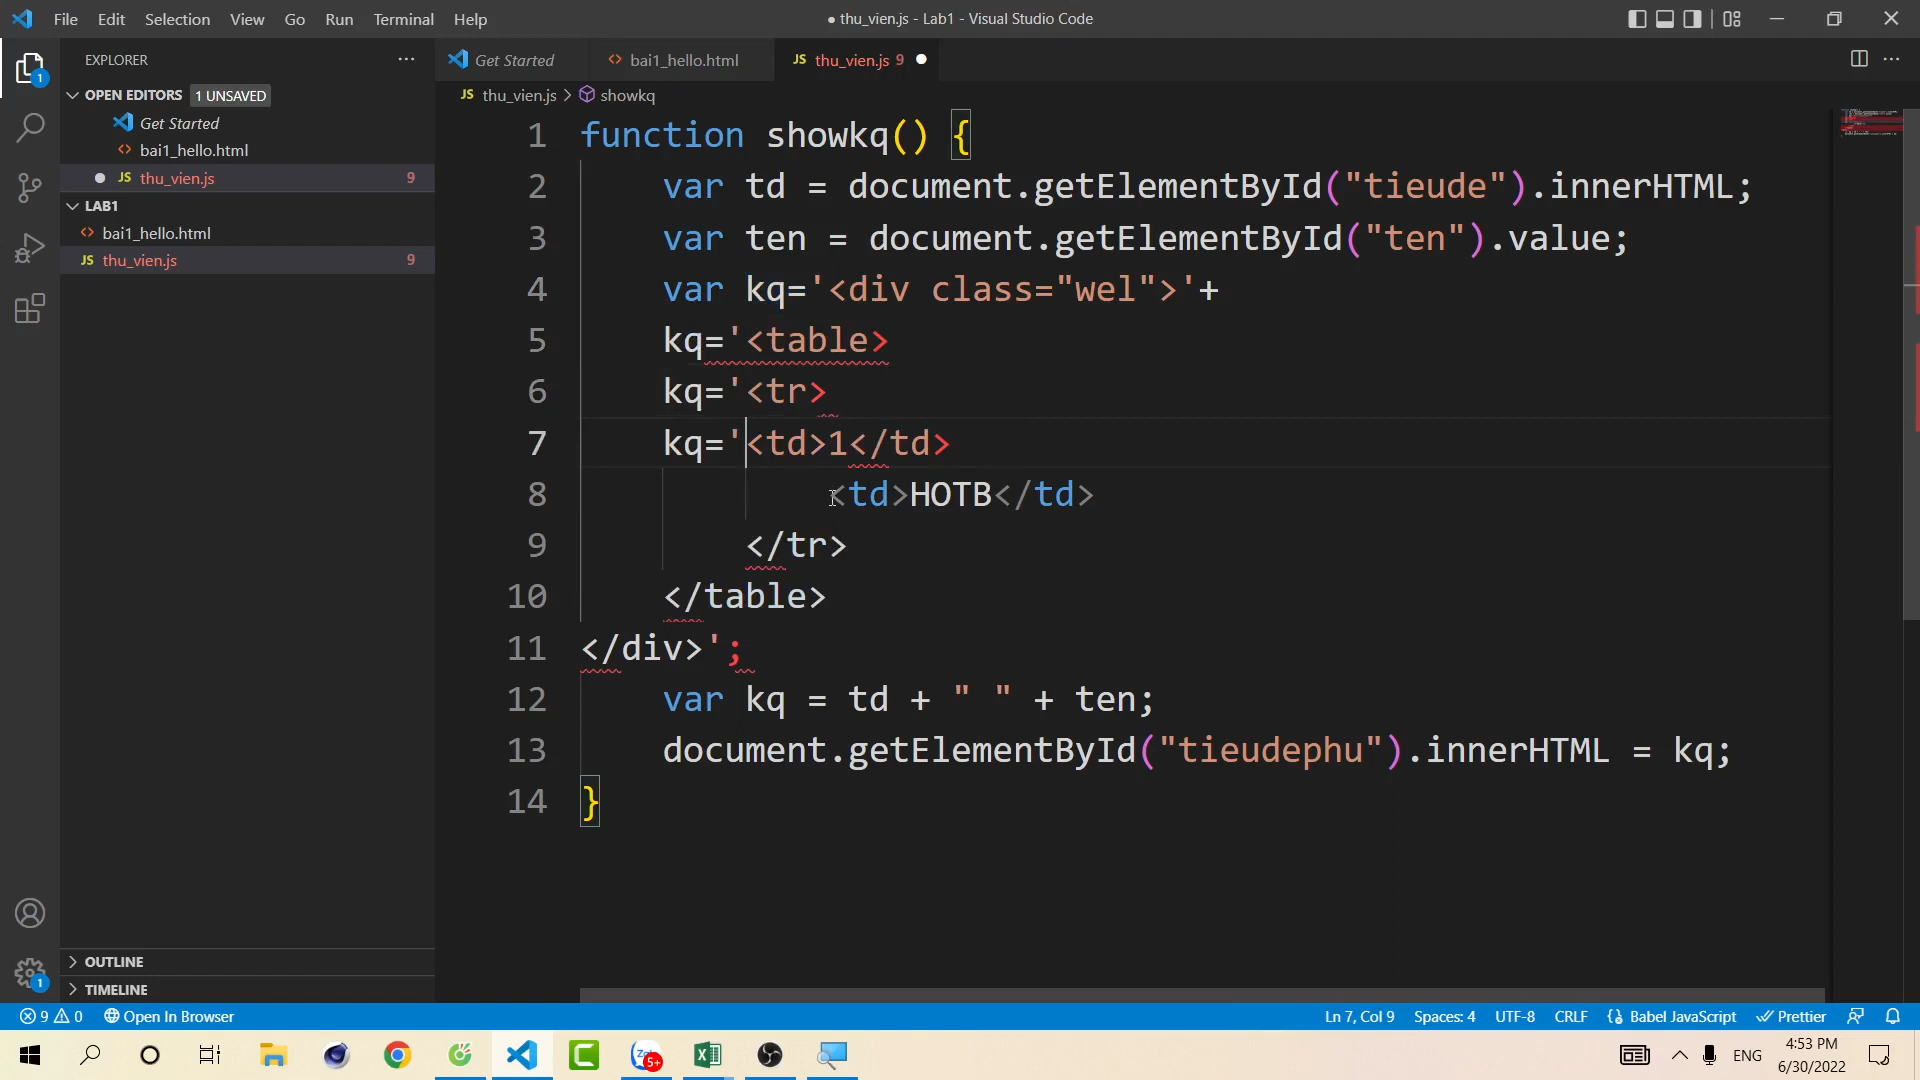 File Edit Selection View Go Run Terminal Help
● thu_vien.js - Lab1 - Visual Studio Code
EXPLORER
Get Started
bai1_hello.html
JS thu_vien.js 9
OPEN EDITORS 1 UNSAVED
JS thu_vien.js > showkq
Get Started
bai1_hello.html
JS thu_vien.js 9
LAB1
bai1_hello.html
JS thu_vien.js 9
1 function showkq() {
2 var td = document.getElementById("tieude").innerHTML;
3 var ten = document.getElementById("ten").value;
4 var kq='<div class="wel">'+
5 kq='<table>
6 kq='<tr>
7 kq='<td>1</td>
8 <td>HOTB</td>
9 </tr>
10 </table>
11 </div>';
12 var kq = td + " " + ten;
13 document.getElementById("tieudephu").innerHTML = kq;
14 }
1
1
OUTLINE
TIMELINE
9 0 Open In Browser
Ln 7, Col 9 Spaces: 4 UTF-8 CRLF Babel JavaScript Prettier
5+
ENG
4:53 PM
6/30/2022